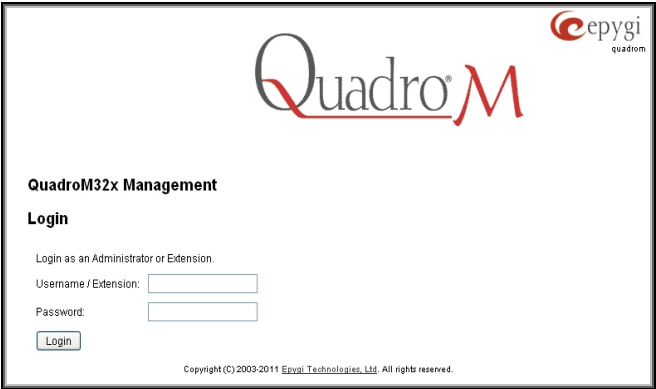 epygi
quadrom
Quadro® M
QuadroM32x Management
Login
Login as an Administrator or Extension.
Username / Extension:
Password:
Login
Copyright (C) 2003-2011 Epygi Technologies, Ltd. All rights reserved.